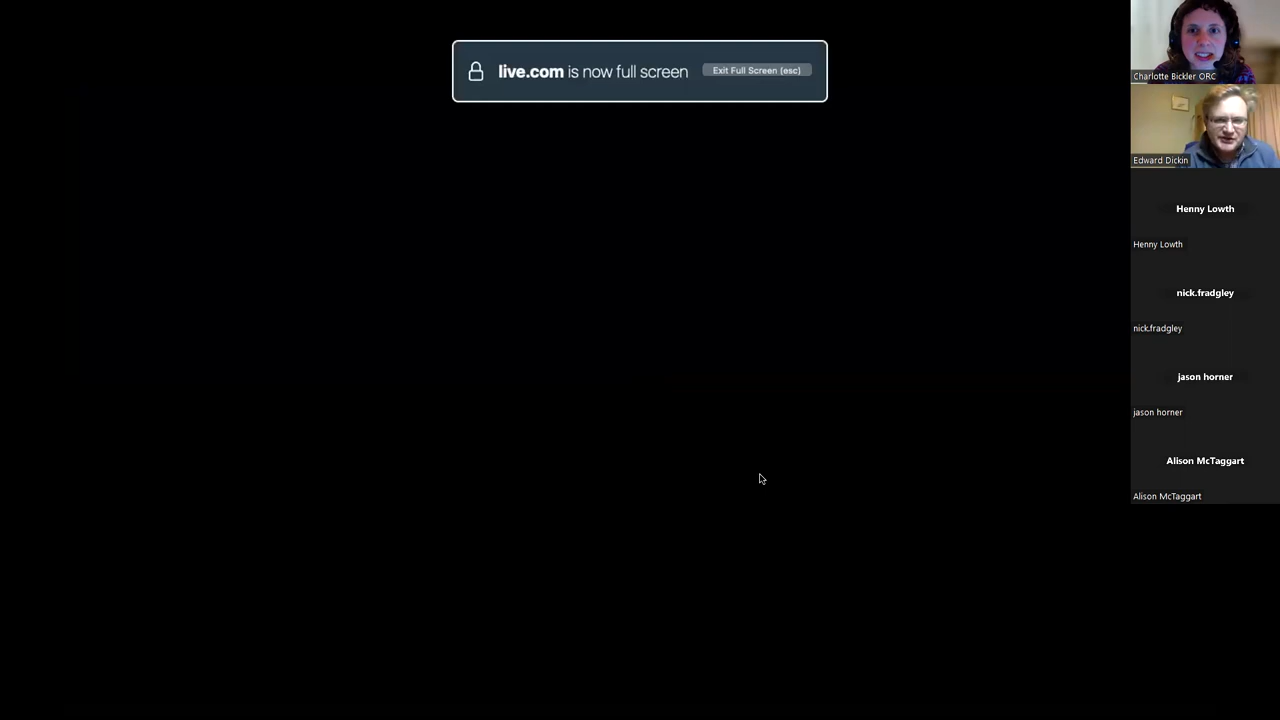 live.com is now full screen
Exit Full Screen (esc)
Charlotte Bickler ORC
Edward Dickin
Henny Lowth
Henny Lowth
nick.fradgley
nick.fradgley
jason horner
jason horner
Alison McTaggart
Alison McTaggart